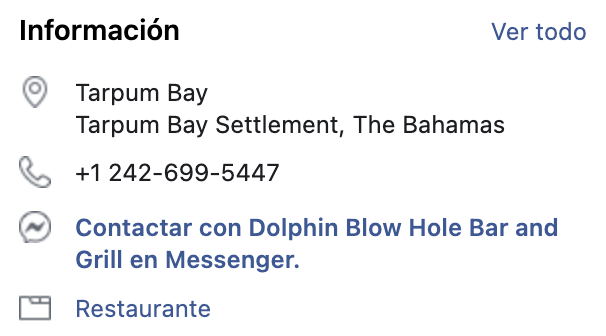 Información
Ver todo
Tarpum Bay
Tarpum Bay Settlement, The Bahamas
+1 242-699-5447
Contactar con Dolphin Blow Hole Bar and
Grill en Messenger.
Restaurante